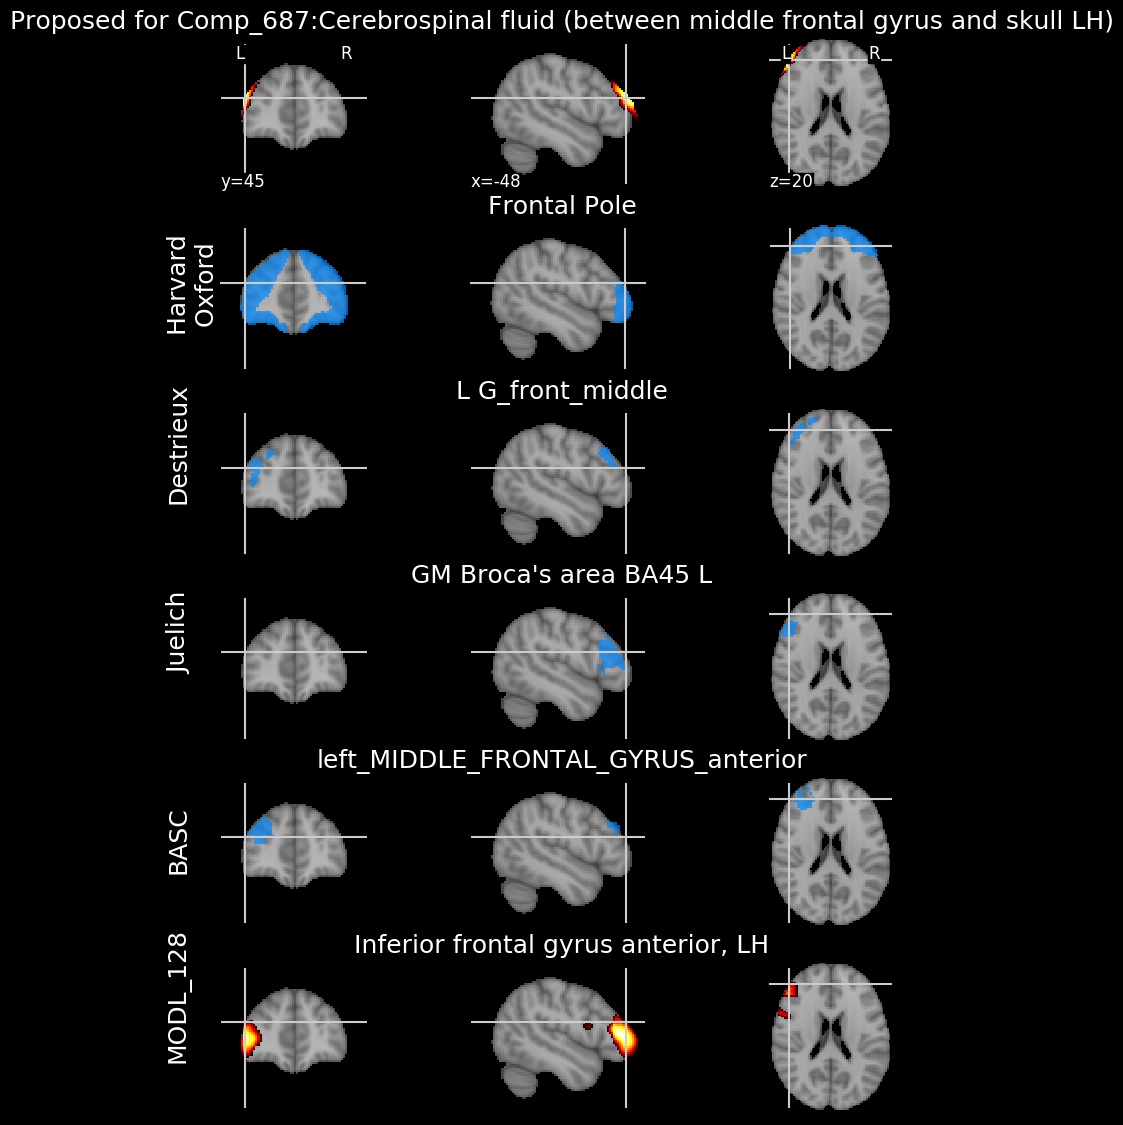 Proposed for Comp_687:Cerebrospinal fluid (between middle frontal gyrus and skull LH)
L R L R
y=45 x=-48 z=20
Frontal Pole
Harvard
Oxford
L G_front_middle
Destrieux
GM Broca's area BA45 L
Juelich
left_MIDDLE_FRONTAL_GYRUS_anterior
BASC
Inferior frontal gyrus anterior, LH
MODL_128